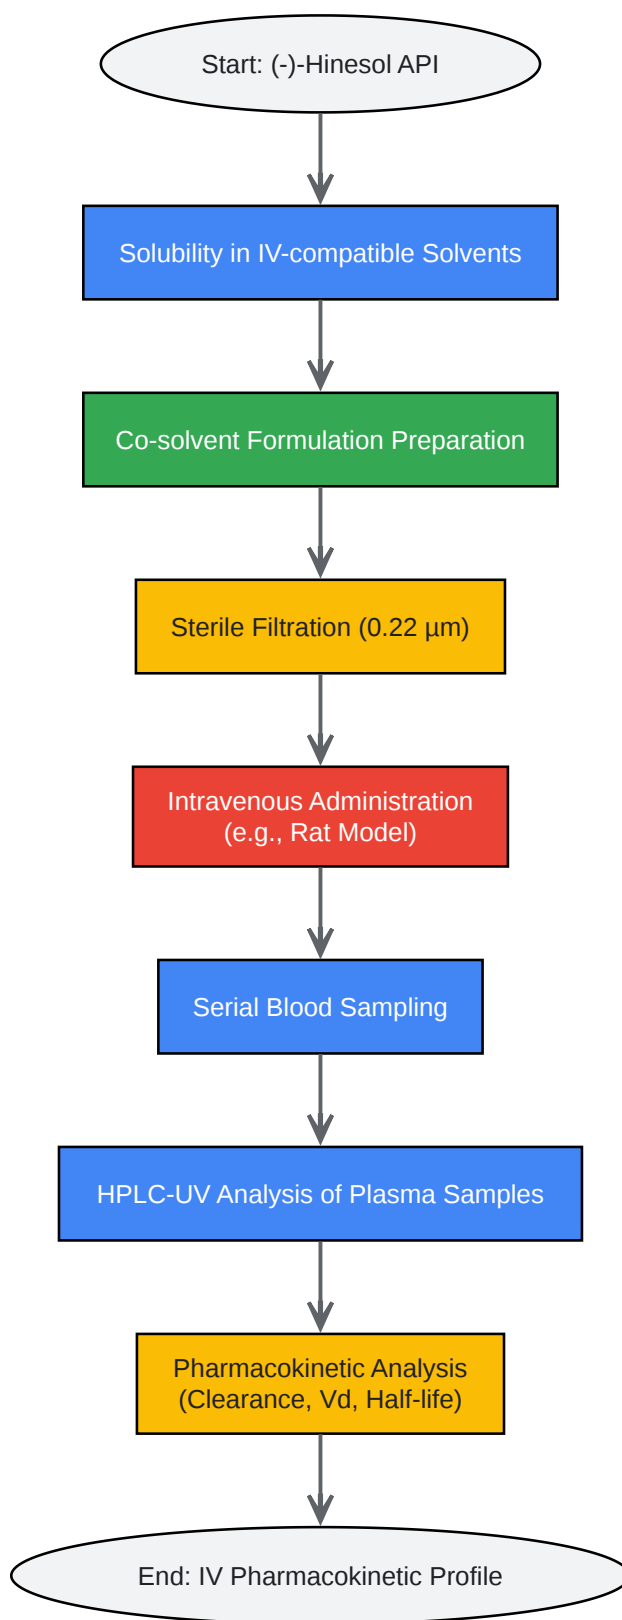 Start: (-)-Hinesol API
Solubility in IV-compatible Solvents
Co-solvent Formulation Preparation
Sterile Filtration (0.22 µm)
Intravenous Administration
(e.g., Rat Model)
Serial Blood Sampling
HPLC-UV Analysis of Plasma Samples
Pharmacokinetic Analysis
(Clearance, Vd, Half-life)
End: IV Pharmacokinetic Profile